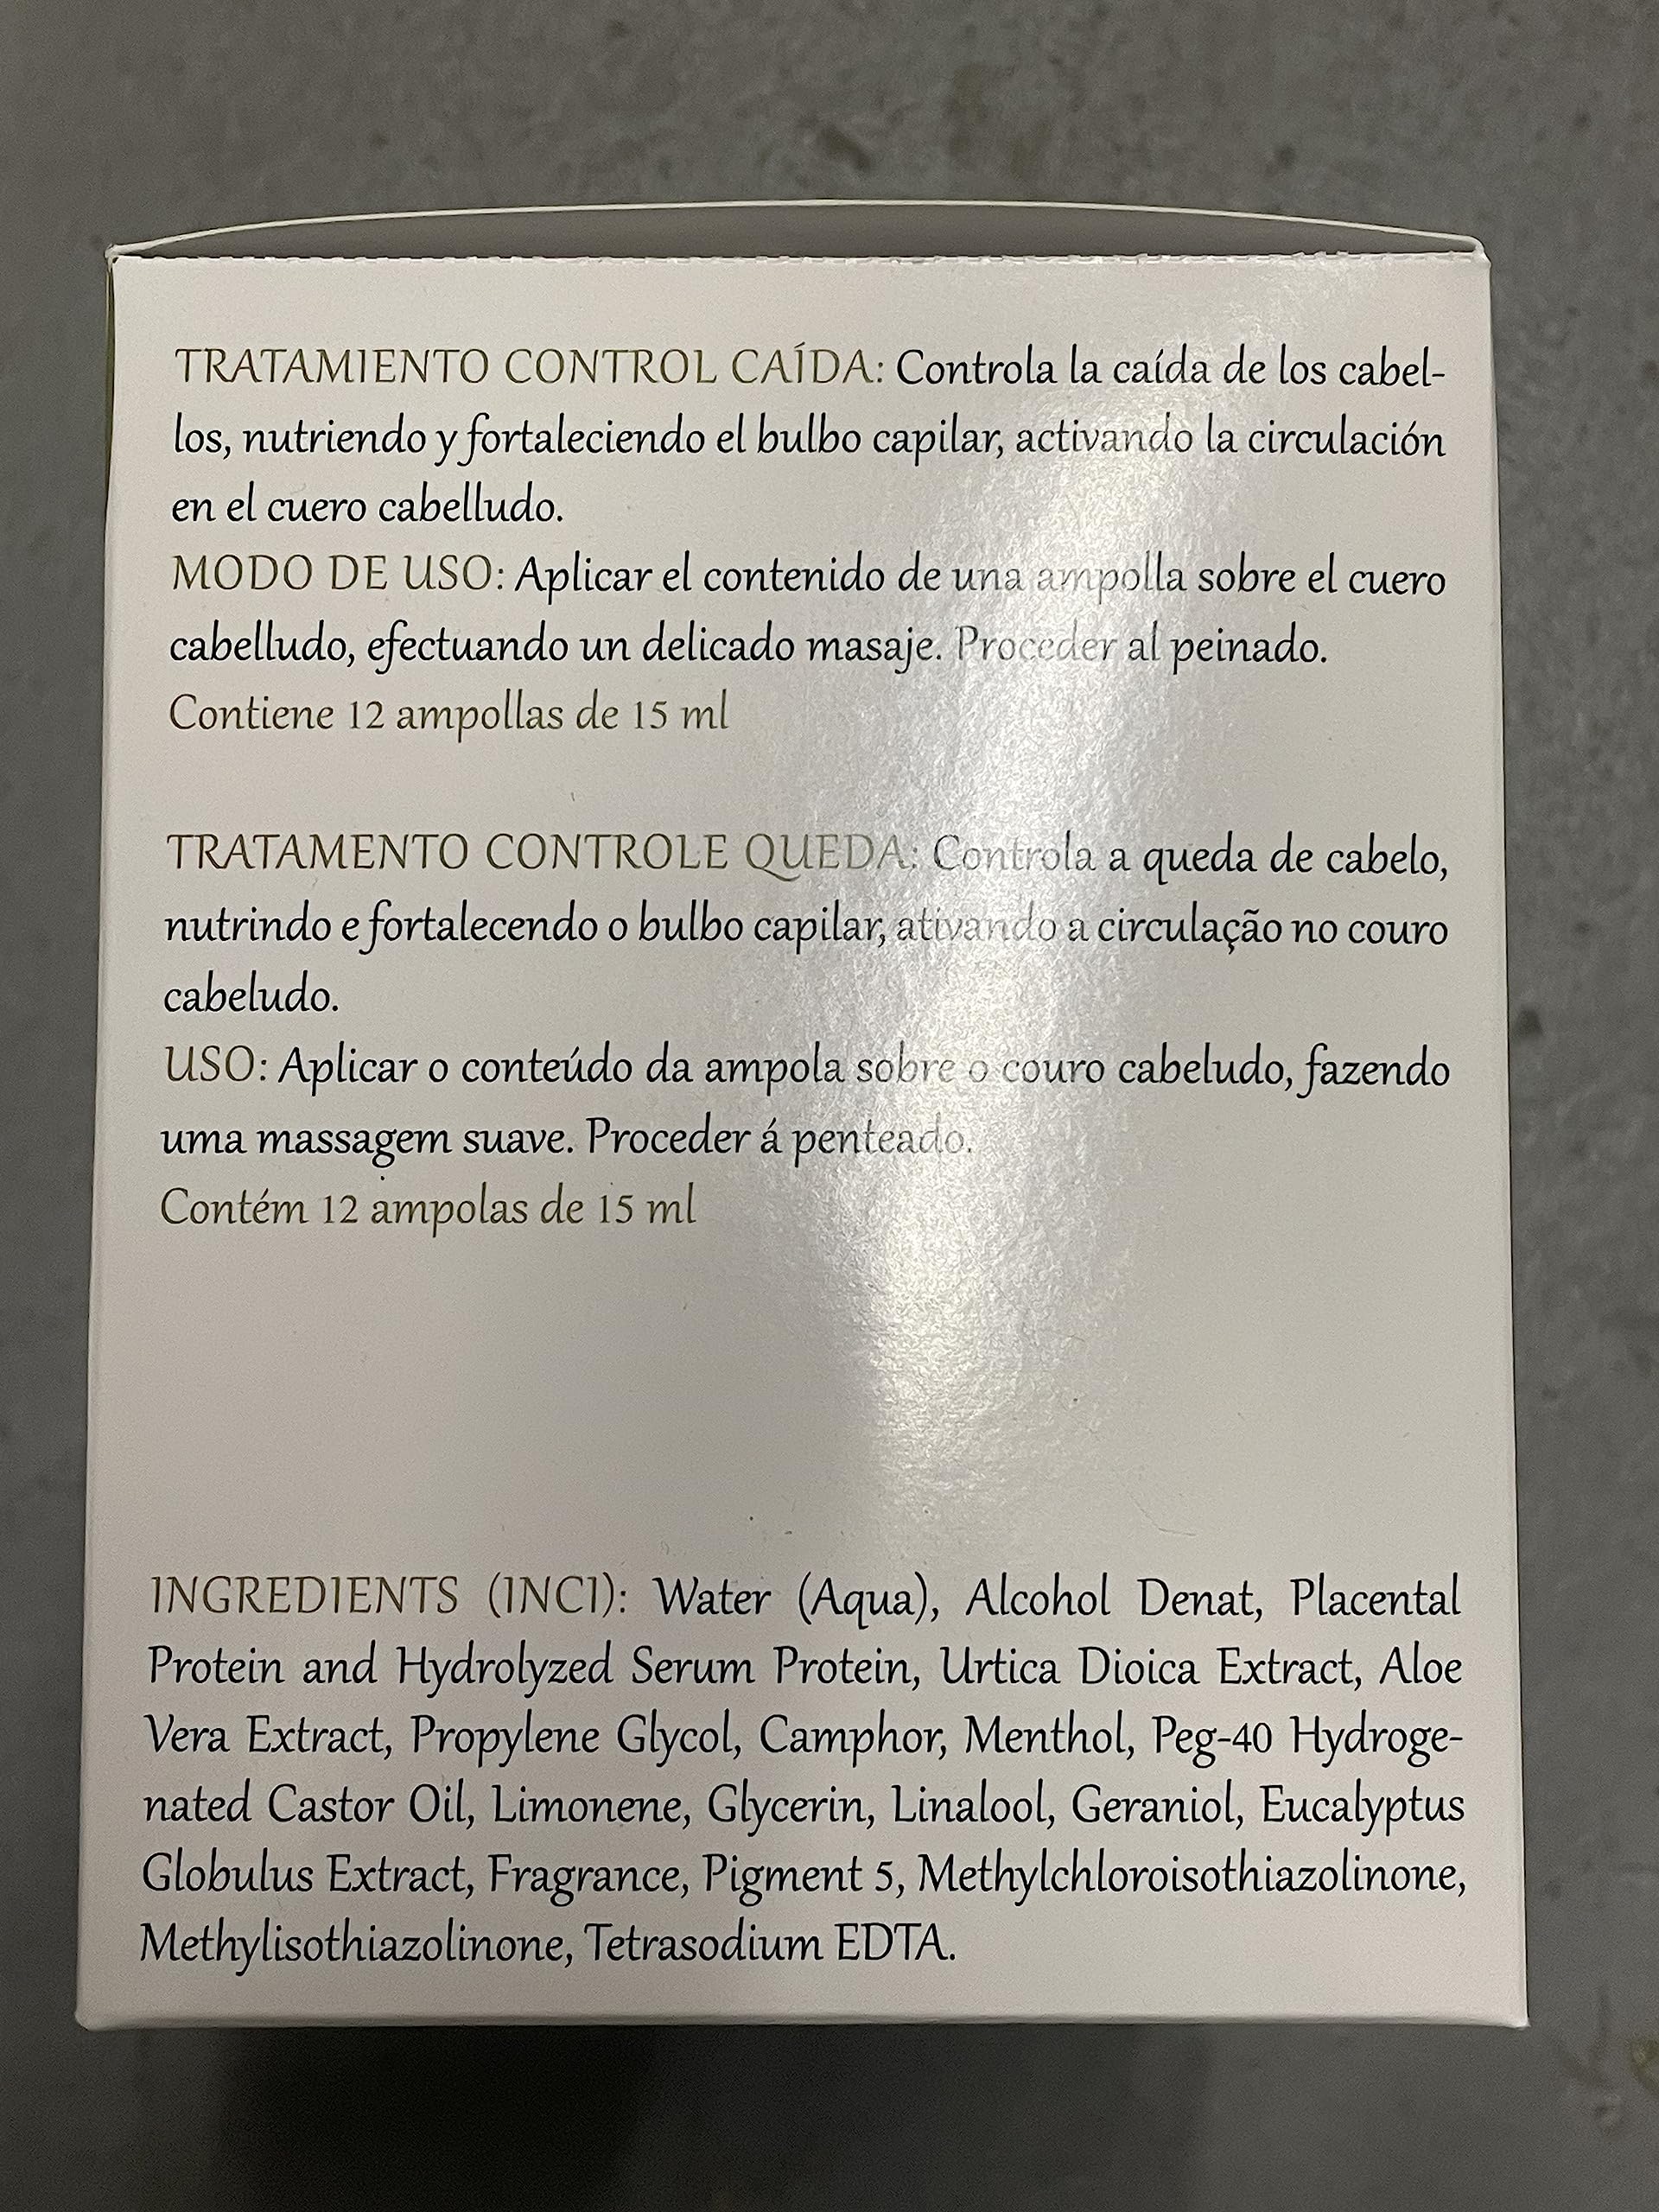 TRATAMIENTO CONTROL CAÍDA: Controla la caída de los cabel-
los, nutriendo y fortaleciendo el bulbo capilar, activando la circulación
en el cuero cabelludo.
MODO DE USO: Aplicar el contenido de una ampolla sobre el cuero
cabelludo, efectuando un delicado masaje. Proceder al peinado.
Contiene 12 ampollas de 15 ml
TRATAMENTO CONTROLE QUEDA: Controla a queda de cabelo,
nutrindo e fortalecendo o bulbo capilar, ativando a circulação no couro
cabeludo.
USO: Aplicar o conteúdo da ampola sobre o couro cabeludo, fazendo
uma massagem suave. Proceder á penteado.
Contém 12 ampolas de 15 ml
INGREDIENTS (INCI): Water (Aqua), Alcohol Denat, Placental
Protein and Hydrolyzed Serum Protein, Urtica Dioica Extract, Aloe
Vera Extract, Propylene Glycol, Camphor, Menthol, Peg-40 Hydroge-
nated Castor Oil, Limonene, Glycerin, Linalool, Geraniol, Eucalyptus
Globulus Extract, Fragrance, Pigment 5, Methylchloroisothiazolinone,
Methylisothiazolinone, Tetrasodium EDTA.